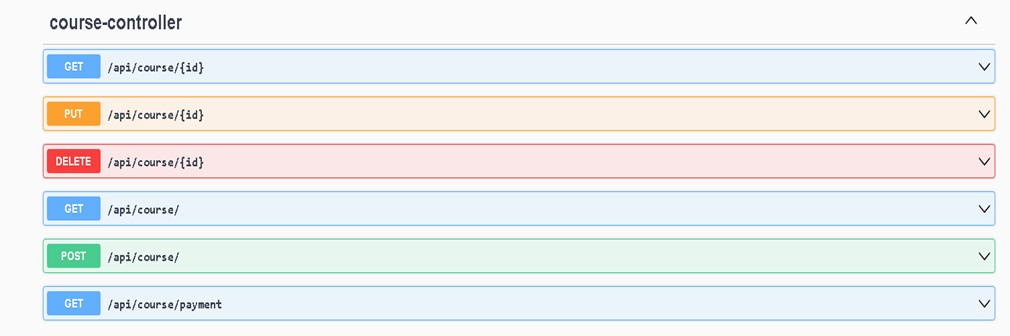 course-controller
GET /api/course/{id}
PUT /api/course/{id}
DELETE /api/course/{id}
GET /api/course/
POST /api/course/
GET /api/course/payment